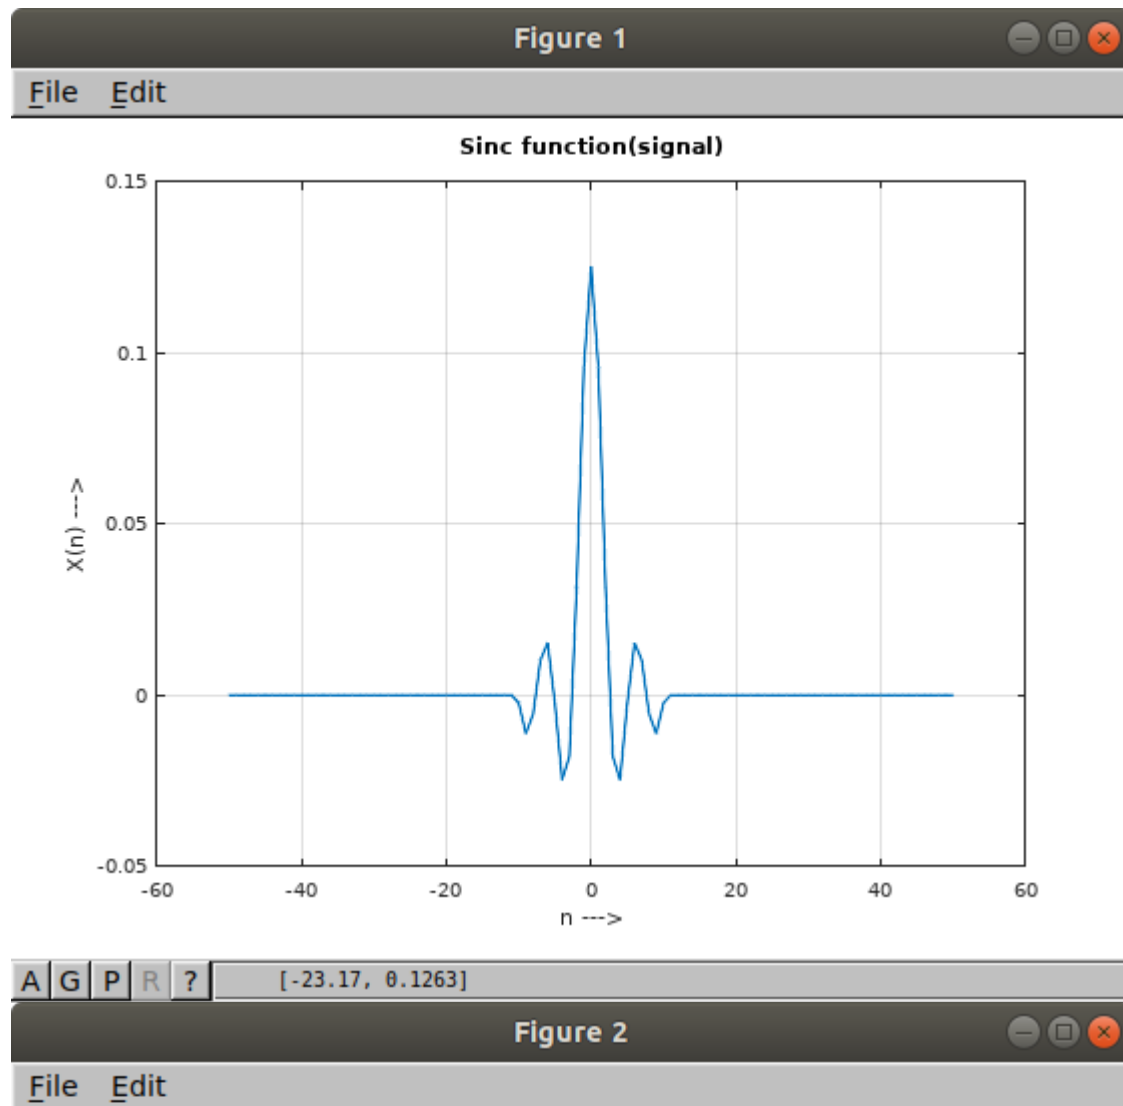 Figure 1
File Edit
Sinc function(signal)
0.15
0.1
0.05
0
-0.05
X(n) --->
-60 -40 -20 0 20 40 60
n --->
A G P R ? [-23.17, 0.1263]
Figure 2
File Edit